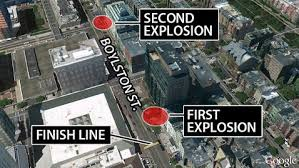 SECOND
EXPLOSION
BOYLSTON ST.
FIRST
EXPLOSION
FINISH LINE
Google